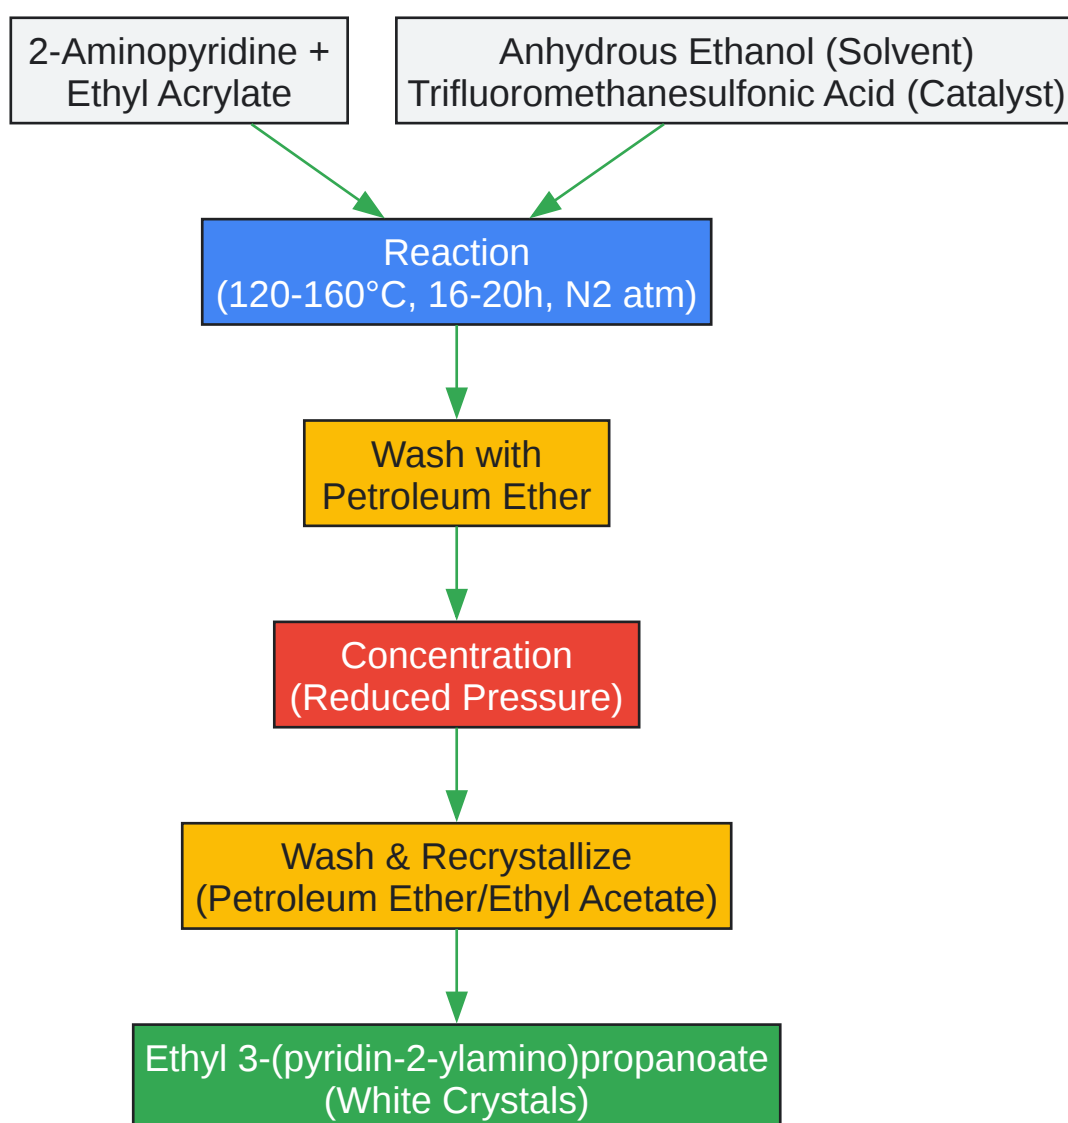 2-Aminopyridine +
Ethyl Acrylate
Anhydrous Ethanol (Solvent)
Trifluoromethanesulfonic Acid (Catalyst)
Reaction
(120-160°C, 16-20h, N2 atm)
Wash with
Petroleum Ether
Concentration
(Reduced Pressure)
Wash & Recrystallize
(Petroleum Ether/Ethyl Acetate)
Ethyl 3-(pyridin-2-ylamino)propanoate
(White Crystals)